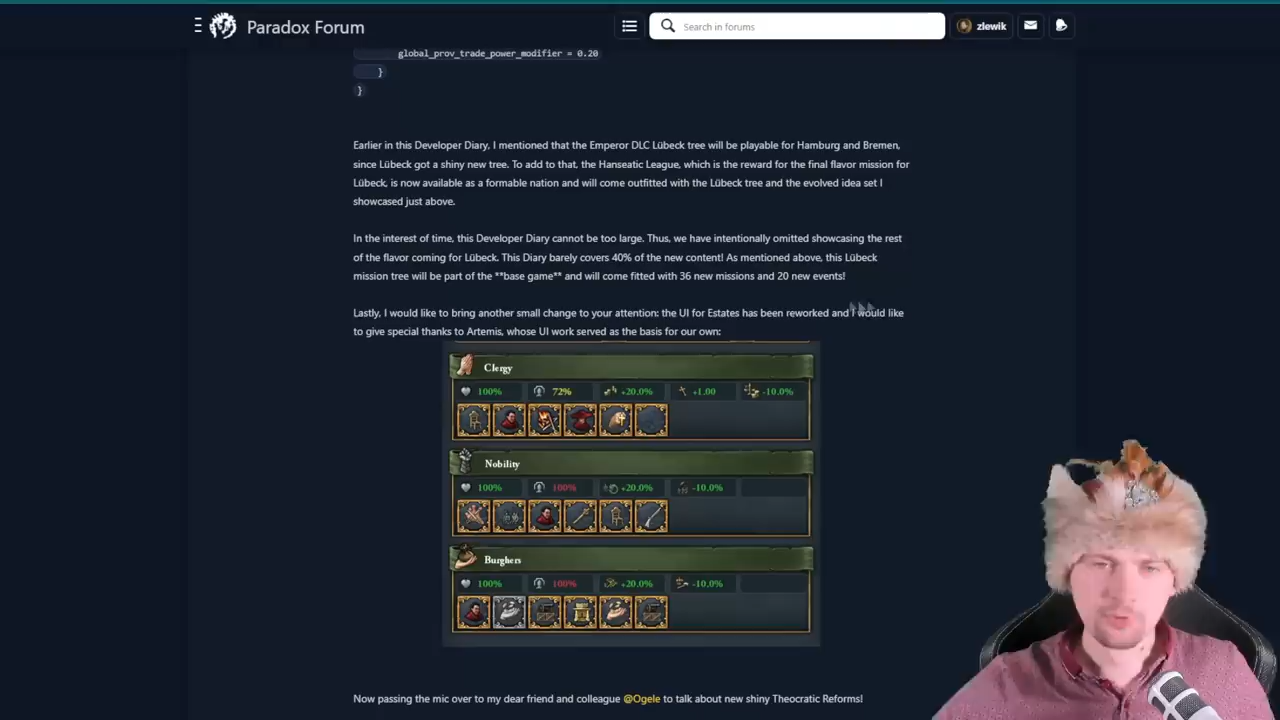 Paradox Forum
Search in forums
zlewik
global_prov_trade_power_modifier = 0.20
}
}
Earlier in this Developer Diary, I mentioned that the Emperor DLC Lübeck tree will be playable for Hamburg and Bremen,
since Lübeck got a shiny new tree. To add to that, the Hanseatic League, which is the reward for the final flavor mission for
Lübeck, is now available as a formable nation and will come outfitted with the Lübeck tree and the evolved idea set I
showcased just above.
In the interest of time, this Developer Diary cannot be too large. Thus, we have intentionally omitted showcasing the rest
of the flavor coming for Lübeck. This Diary barely covers 40% of the new content! As mentioned above, this Lübeck
mission tree will be part of the **base game** and will come fitted with 36 new missions and 20 new events!
Lastly, I would like to bring another small change to your attention: the UI for Estates has been reworked and I would like
to give special thanks to Artemis, whose UI work served as the basis for our own:
Clergy
100% 72% +20.0% +1.00 -10.0%
Nobility
100% 100% +20.0% -10.0%
Burghers
100% 100% +20.0% -10.0%
Now passing the mic over to my dear friend and colleague @Ogele to talk about new shiny Theocratic Reforms!